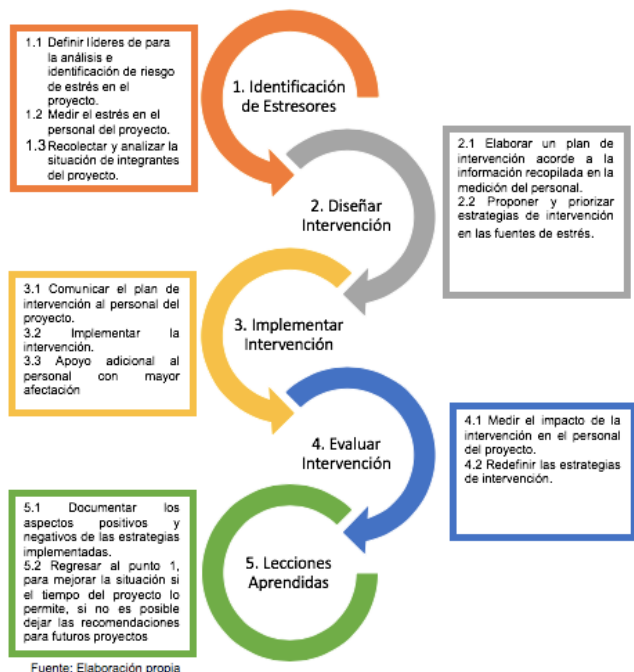 1.1 Definir líderes de para
la análisis e
identificación de riesgo
de estrés en el
proyecto.
1.2 Medir el estrés en el
personal del proyecto.
1.3 Recolectar y analizar la
situación de integrantes
del proyecto.
1. Identificación
de Estresores
2.1 Elaborar un plan de
intervención acorde a la
información recopilada en la
medición del personal.
2.2 Proponer y priorizar
estrategias de intervención
en las fuentes de estrés.
2. Diseñar
Intervención
3.1 Comunicar el plan de
intervención al personal del
proyecto.
3.2 Implementar la
intervención.
3.3 Apoyo adicional al
personal con mayor
afectación
3. Implementar
Intervención
4.1 Medir el impacto de la
intervención en el personal
del proyecto.
4.2 Redefinir las estrategias
de intervención.
4. Evaluar
Intervención
5.1 Documentar los
aspectos positivos y
negativos de las estrategias
implementadas.
5.2 Regresar al punto 1,
para mejorar la situación si
el tiempo del proyecto lo
permite, si no es posible
dejar las recomendaciones
para futuros proyectos
5. Lecciones
Aprendidas
Fuente: Elaboración propia